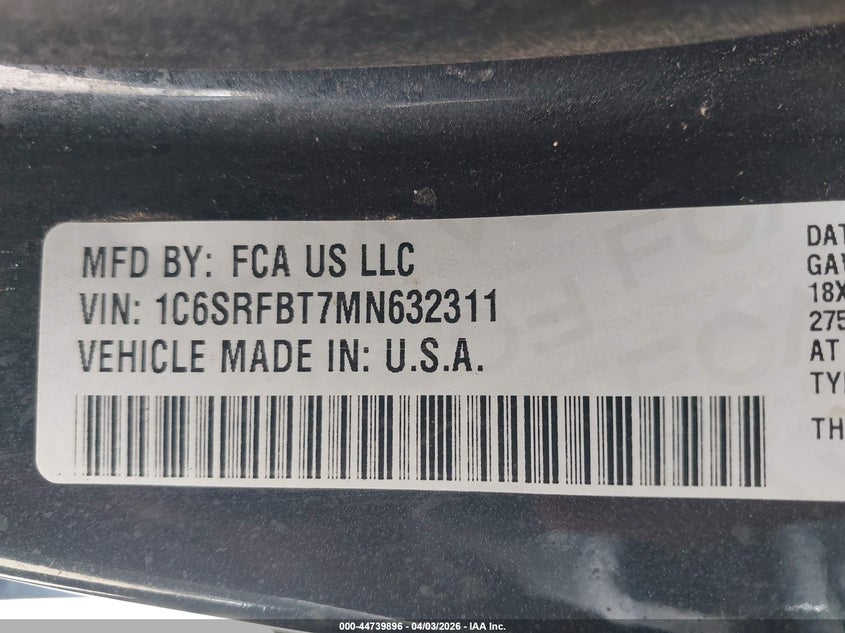 MFD BY: FCA US LLC
VIN: 1C6SRFBT7MN632311
VEHICLE MADE IN: U.S.A.
DAT
GAV
18X
275
AT
TYP
TH
000-44739896 - 04/03/2026 - IAA Inc.